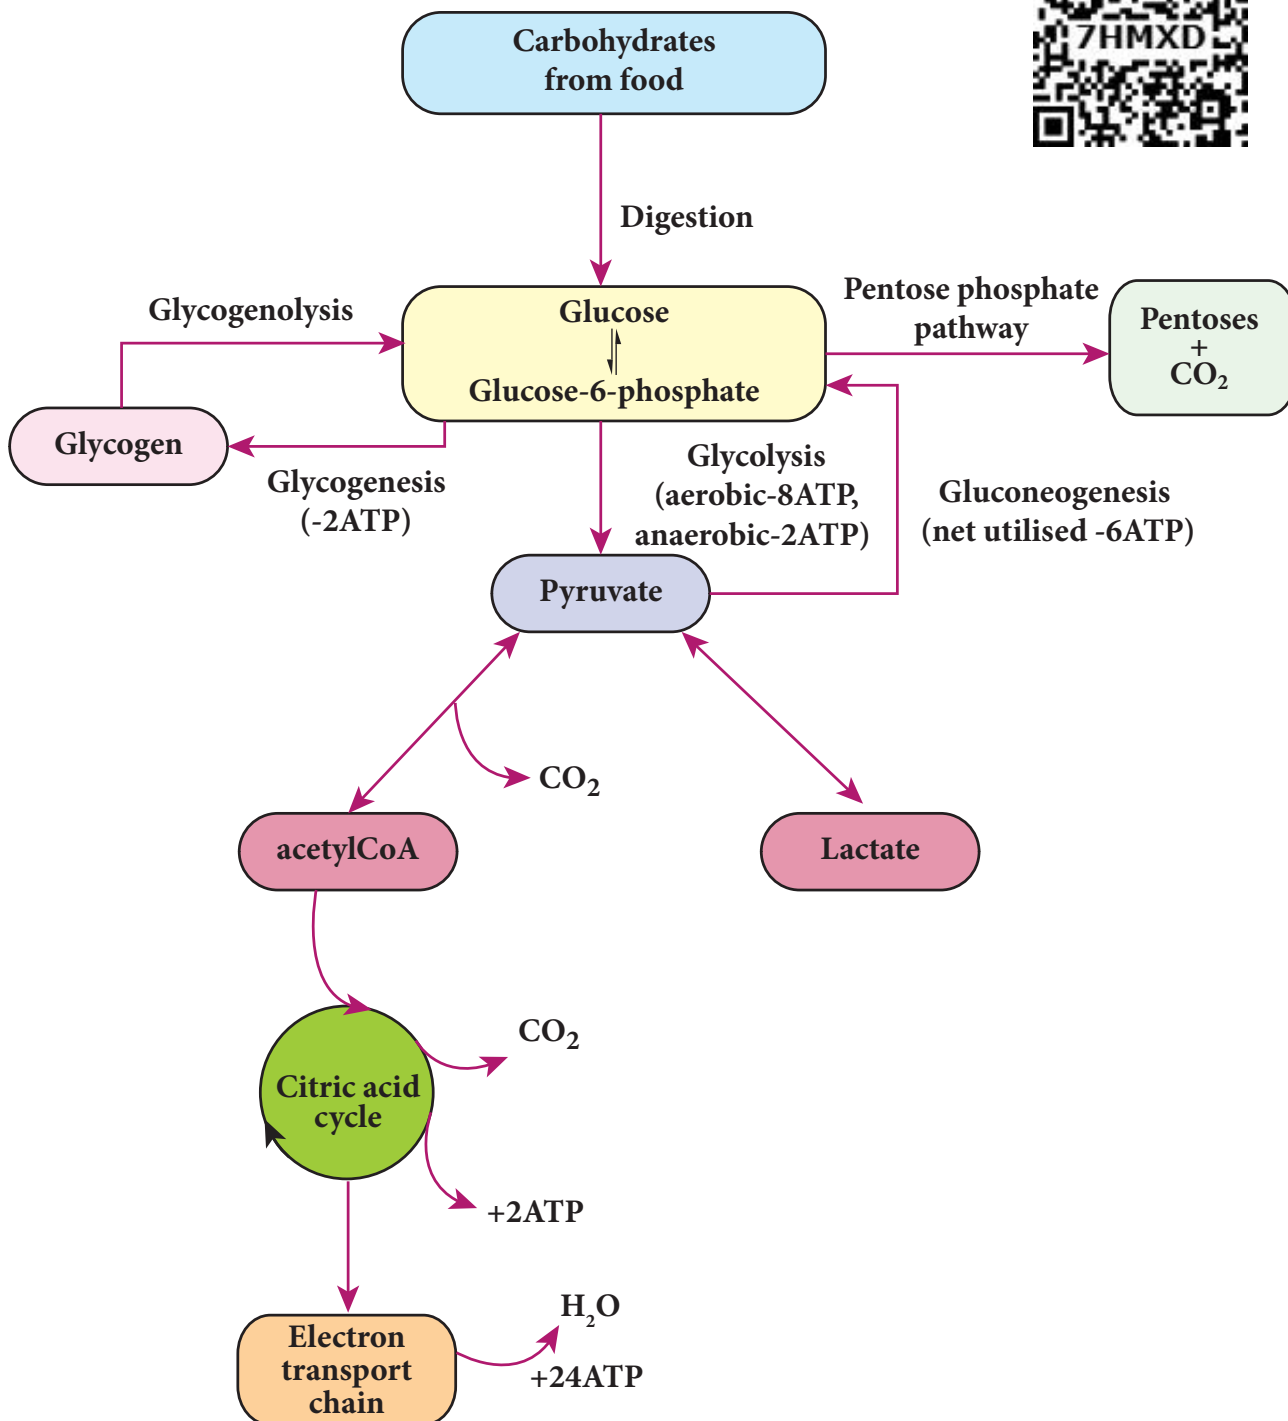 7HMXD
Carbohydrates
from food
Digestion
Glycogenolysis
Glucose
Glucose-6-phosphate
Pentose phosphate
pathway
Pentoses
+
CO₂
Glycogen
Glycogenesis
(-2ATP)
Glycolysis
(aerobic-8ATP,
anaerobic-2ATP)
Gluconeogenesis
(net utilised -6ATP)
Pyruvate
CO₂
acetylCoA
Lactate
CO₂
Citric acid
cycle
+2ATP
H₂O
+24ATP
Electron
transport
chain